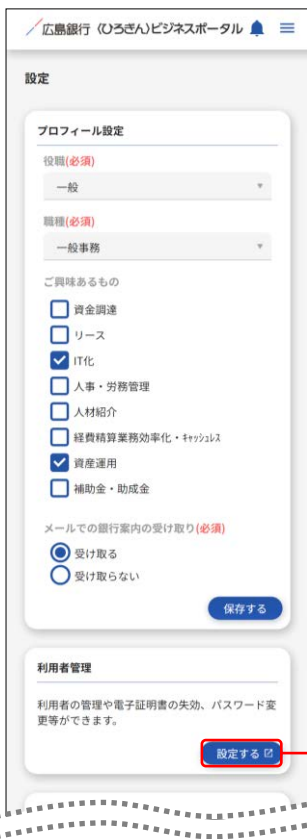 広島銀行 〈ひろぎん〉ビジネスポータル
設定
プロフィール設定
役職(必須)
一般
職種(必須)
一般事務
ご興味あるもの
資金調達
リース
IT化
人事・労務管理
人材紹介
経費精算業務効率化・ｷｬｯｼｭﾚｽ
資産運用
補助金・助成金
メールでの銀行案内の受け取り(必須)
受け取る
受け取らない
保存する
利用者管理
利用者の管理や電子証明書の失効、パスワード変
更等ができます。
設定する